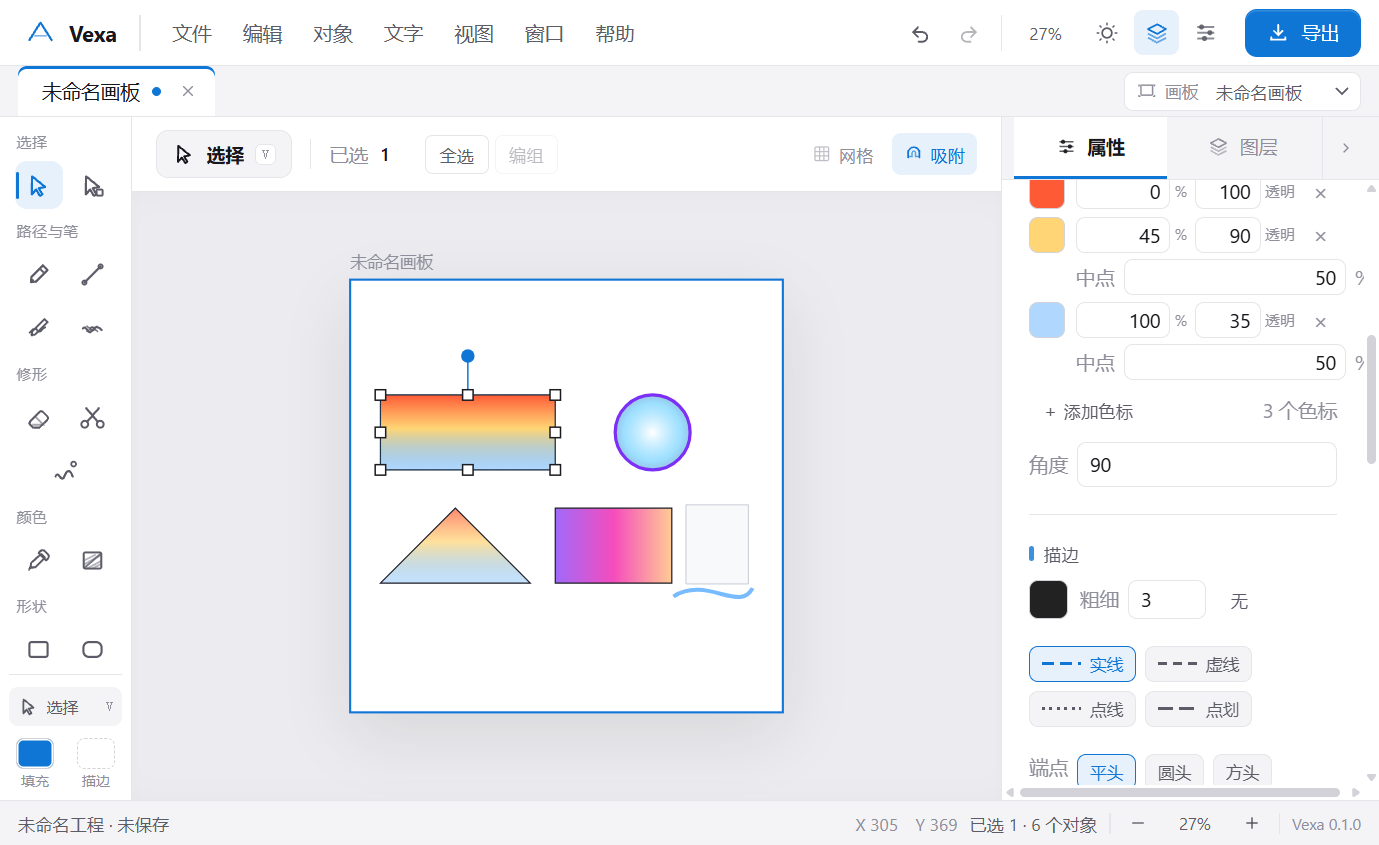 Vexa 文件 编辑 对象 文字 视图 窗口 帮助 27% 导出
未命名画板 画板 未命名画板
选择
选择 V 已选 1 全选 编组 网格 吸附
属性 图层
路径与笔
修形
颜色
形状
选择 V
填充 描边
未命名画板
0 % 100 透明
45 % 90 透明
中点 50 %
100 % 35 透明
中点 50 %
+ 添加色标 3 个色标
角度 90
描边
粗细 3 无
实线 虚线
点线 点划
端点 平头 圆头 方头
未命名工程 · 未保存 X 305 Y 369 已选 1 · 6 个对象 27% Vexa 0.1.0